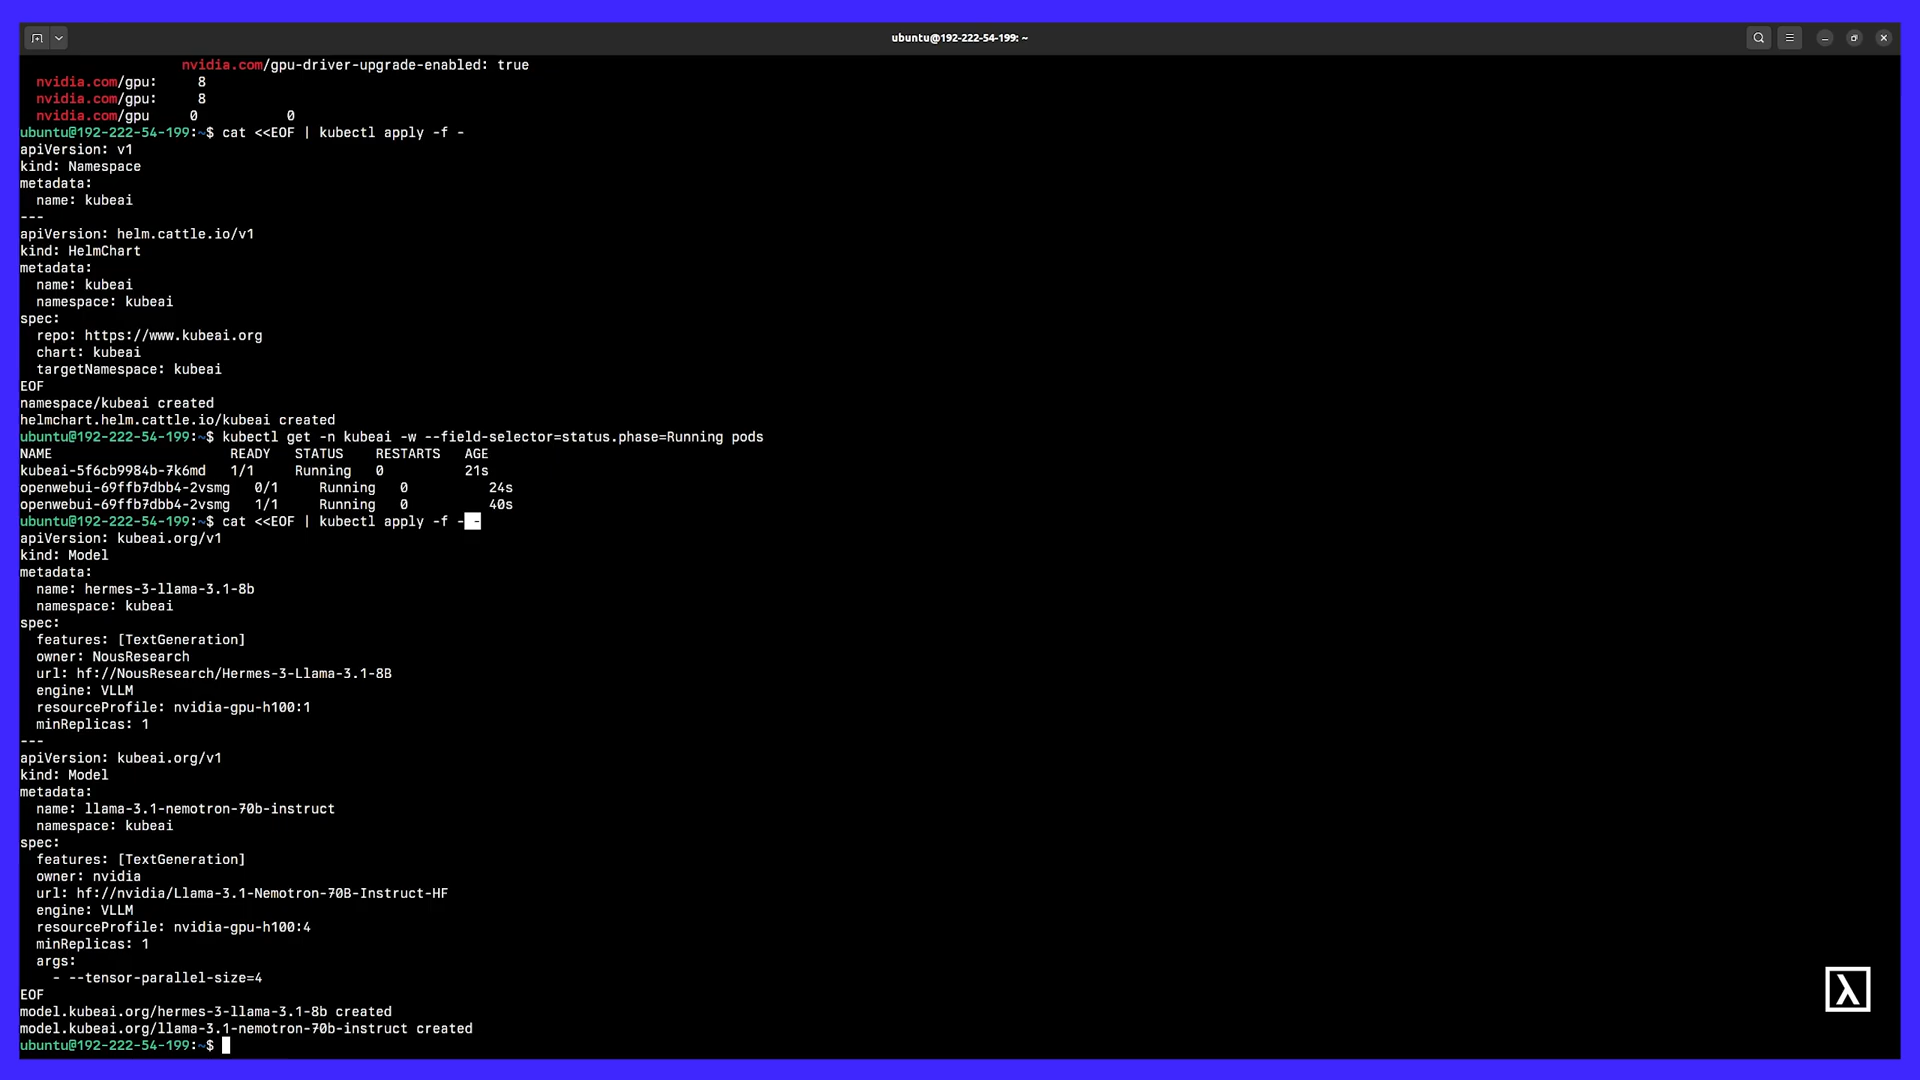 ubuntu@192-222-54-199: ~
nvidia.com/gpu-driver-upgrade-enabled: true
nvidia.com/gpu: 8
nvidia.com/gpu: 8
nvidia.com/gpu 0 0
ubuntu@192-222-54-199:~$ cat <<EOF | kubectl apply -f -
apiVersion: v1
kind: Namespace
metadata:
  name: kubeai
---
apiVersion: helm.cattle.io/v1
kind: HelmChart
metadata:
  name: kubeai
  namespace: kubeai
spec:
  repo: https://www.kubeai.org
  chart: kubeai
  targetNamespace: kubeai
EOF
namespace/kubeai created
helmchart.helm.cattle.io/kubeai created
ubuntu@192-222-54-199:~$ kubectl get -n kubeai -w --field-selector=status.phase=Running pods
NAME READY STATUS RESTARTS AGE
kubeai-5f6cb9984b-7k6md 1/1 Running 0 21s
openwebui-69ffb7dbb4-2vsmg 0/1 Running 0 24s
openwebui-69ffb7dbb4-2vsmg 1/1 Running 0 40s
ubuntu@192-222-54-199:~$ cat <<EOF | kubectl apply -f - -
apiVersion: kubeai.org/v1
kind: Model
metadata:
  name: hermes-3-llama-3.1-8b
  namespace: kubeai
spec:
  features: [TextGeneration]
  owner: NousResearch
  url: hf://NousResearch/Hermes-3-Llama-3.1-8B
  engine: VLLM
  resourceProfile: nvidia-gpu-h100:1
  minReplicas: 1
---
apiVersion: kubeai.org/v1
kind: Model
metadata:
  name: llama-3.1-nemotron-70b-instruct
  namespace: kubeai
spec:
  features: [TextGeneration]
  owner: nvidia
  url: hf://nvidia/Llama-3.1-Nemotron-70B-Instruct-HF
  engine: VLLM
  resourceProfile: nvidia-gpu-h100:4
  minReplicas: 1
  args:
    - --tensor-parallel-size=4
EOF
model.kubeai.org/hermes-3-llama-3.1-8b created
model.kubeai.org/llama-3.1-nemotron-70b-instruct created
ubuntu@192-222-54-199:~$
λ